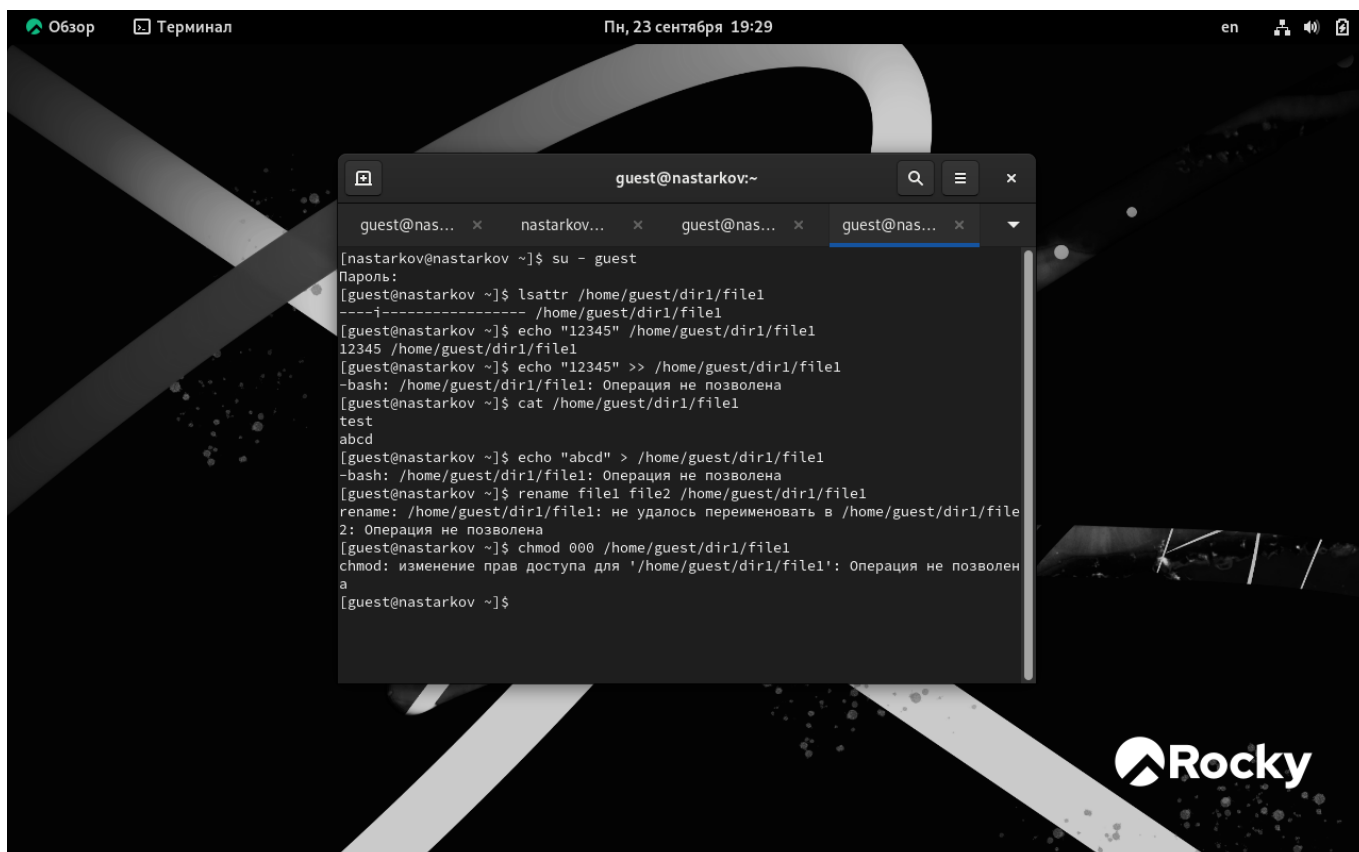 Обзор Терминал Пн, 23 сентября 19:29 en
guest@nastarkov:~
guest@nas... nastarkov... guest@nas... guest@nas...
[nastarkov@nastarkov ~]$ su - guest
Пароль:
[guest@nastarkov ~]$ lsattr /home/guest/dir1/file1
----i----------------- /home/guest/dir1/file1
[guest@nastarkov ~]$ echo "12345" /home/guest/dir1/file1
12345 /home/guest/dir1/file1
[guest@nastarkov ~]$ echo "12345" >> /home/guest/dir1/file1
-bash: /home/guest/dir1/file1: Операция не позволена
[guest@nastarkov ~]$ cat /home/guest/dir1/file1
test
abcd
[guest@nastarkov ~]$ echo "abcd" > /home/guest/dir1/file1
-bash: /home/guest/dir1/file1: Операция не позволена
[guest@nastarkov ~]$ rename file1 file2 /home/guest/dir1/file1
rename: /home/guest/dir1/file1: не удалось переименовать в /home/guest/dir1/file
2: Операция не позволена
[guest@nastarkov ~]$ chmod 000 /home/guest/dir1/file1
chmod: изменение прав доступа для '/home/guest/dir1/file1': Операция не позволен
а
[guest@nastarkov ~]$
Rocky